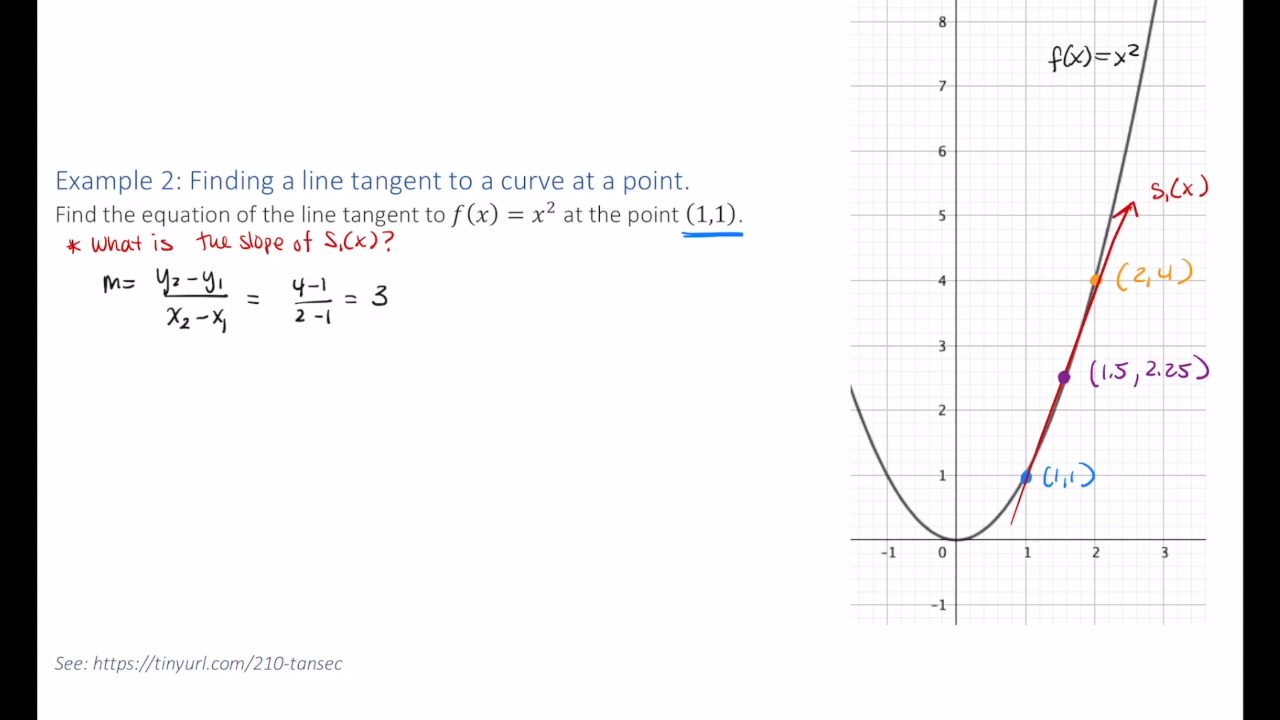 Example 2: Finding a line tangent to a curve at a point.
Find the equation of the line tangent to f(x) = x² at the point (1,1).
* What is the slope of S₁(x)?
m = y₂-y₁ / x₂-x₁ = 4-1 / 2-1 = 3
See: https://tinyurl.com/210-tansec
8
f(x)=x²
7
6
S₁(x)
5
4
(2,4)
3
(1.5, 2.25)
2
1
(1,1)
-1 0 1 2 3
-1